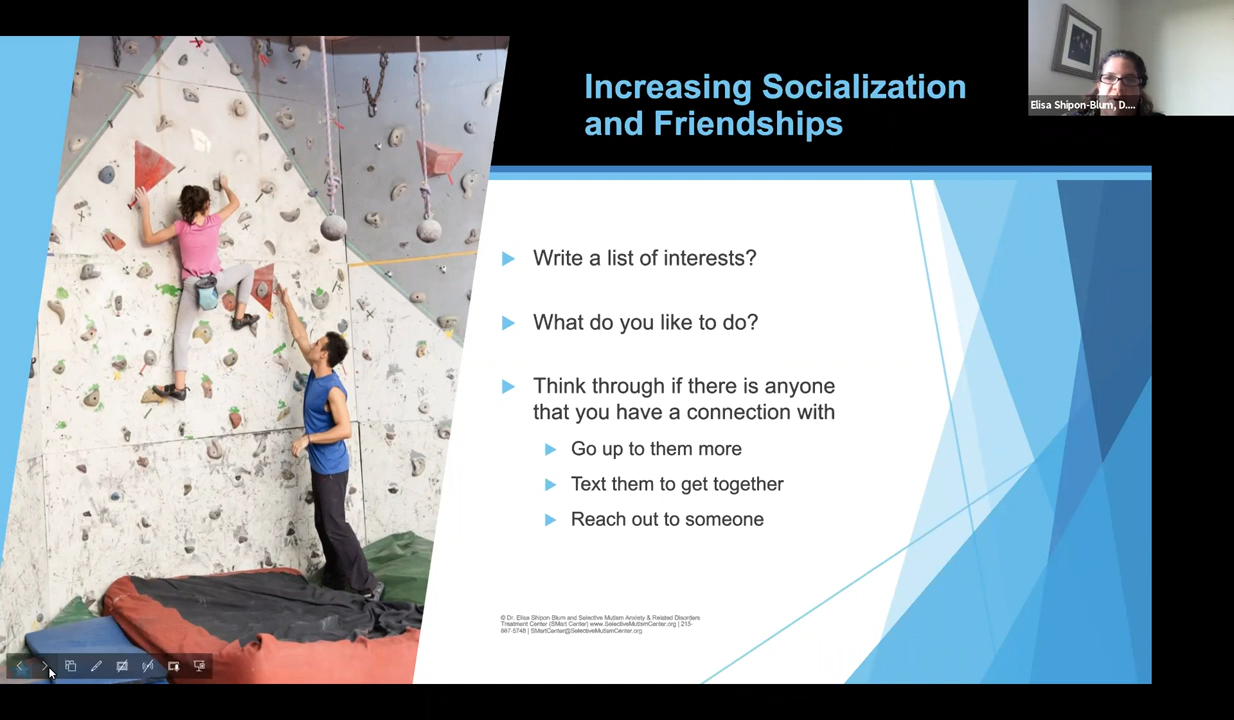 Increasing Socialization
and Friendships
Elisa Shipon-Blum, D....
Write a list of interests?
What do you like to do?
Think through if there is anyone
that you have a connection with
Go up to them more
Text them to get together
Reach out to someone
© Dr. Elisa Shipon Blum and Selective Mutism Anxiety & Related Disorders
Treatment Center (SMart Center) www.SelectiveMutismCenter.org | 215-
887-5748 | SMartCenter@SelectiveMutismCenter.org